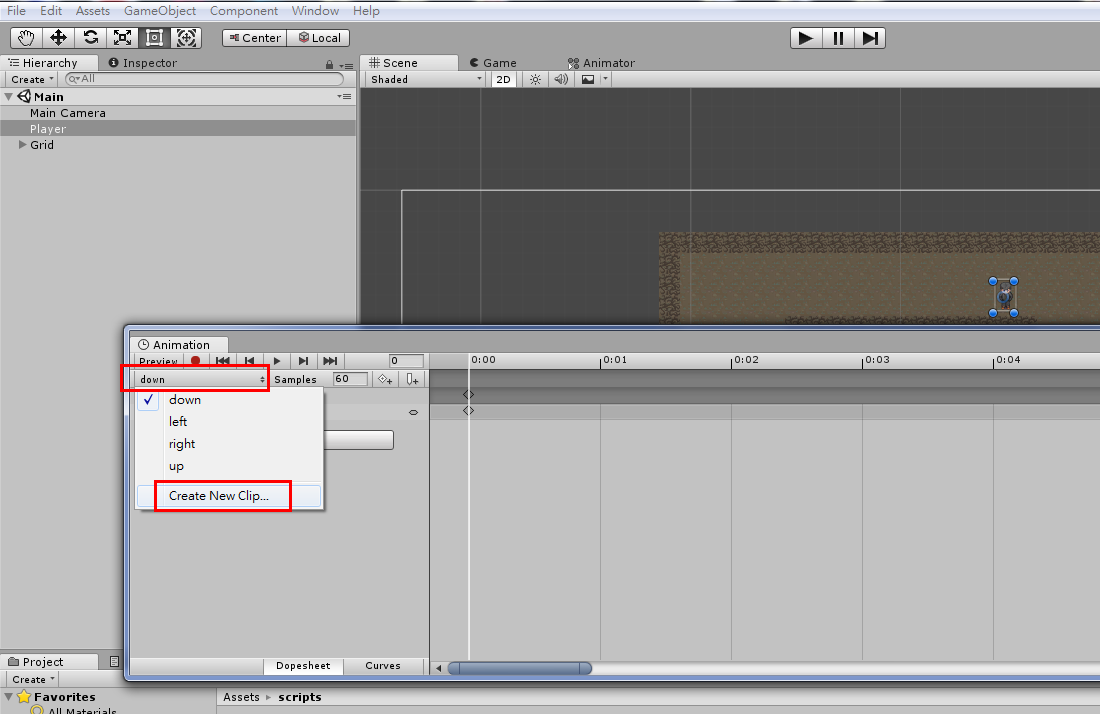 File Edit Assets GameObject Component Window Help
Center Local
Hierarchy Inspector
Create All
Main
Main Camera
Player
Grid
Scene Game Animator
Shaded 2D
Animation
Preview 0
down Samples 60
0:00 0:01 0:02 0:03 0:04
down
left
right
up
Create New Clip...
Dopesheet Curves
Project
Create
Favorites
All Materials
Assets scripts